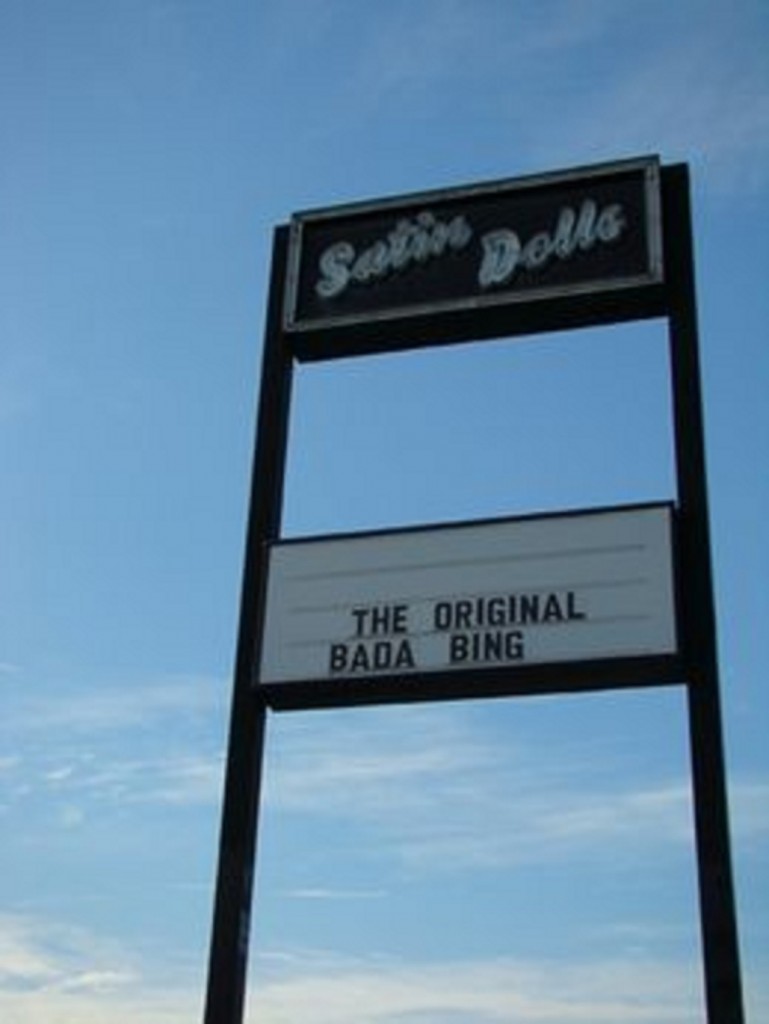 Satin Dolls
THE ORIGINAL
BADA BING